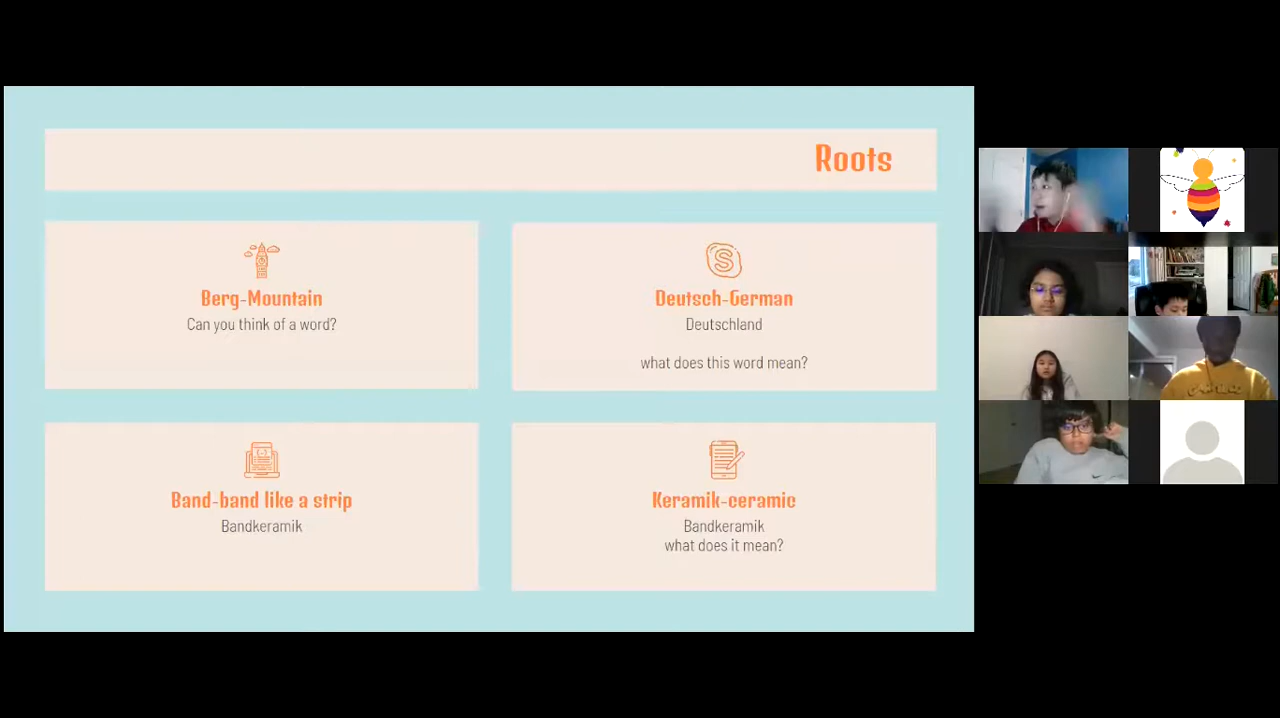 Roots
Berg-Mountain
Can you think of a word?
Deutsch-German
Deutschland
what does this word mean?
Band-band like a strip
Bandkeramik
Keramik-ceramic
Bandkeramik
what does it mean?